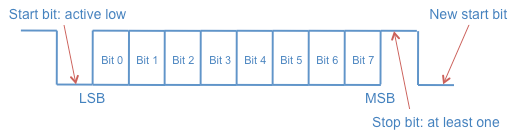 Start bit: active low
New start bit
Bit 0 Bit 1 Bit 2 Bit 3 Bit 4 Bit 5 Bit 6 Bit 7
LSB
MSB
Stop bit: at least one